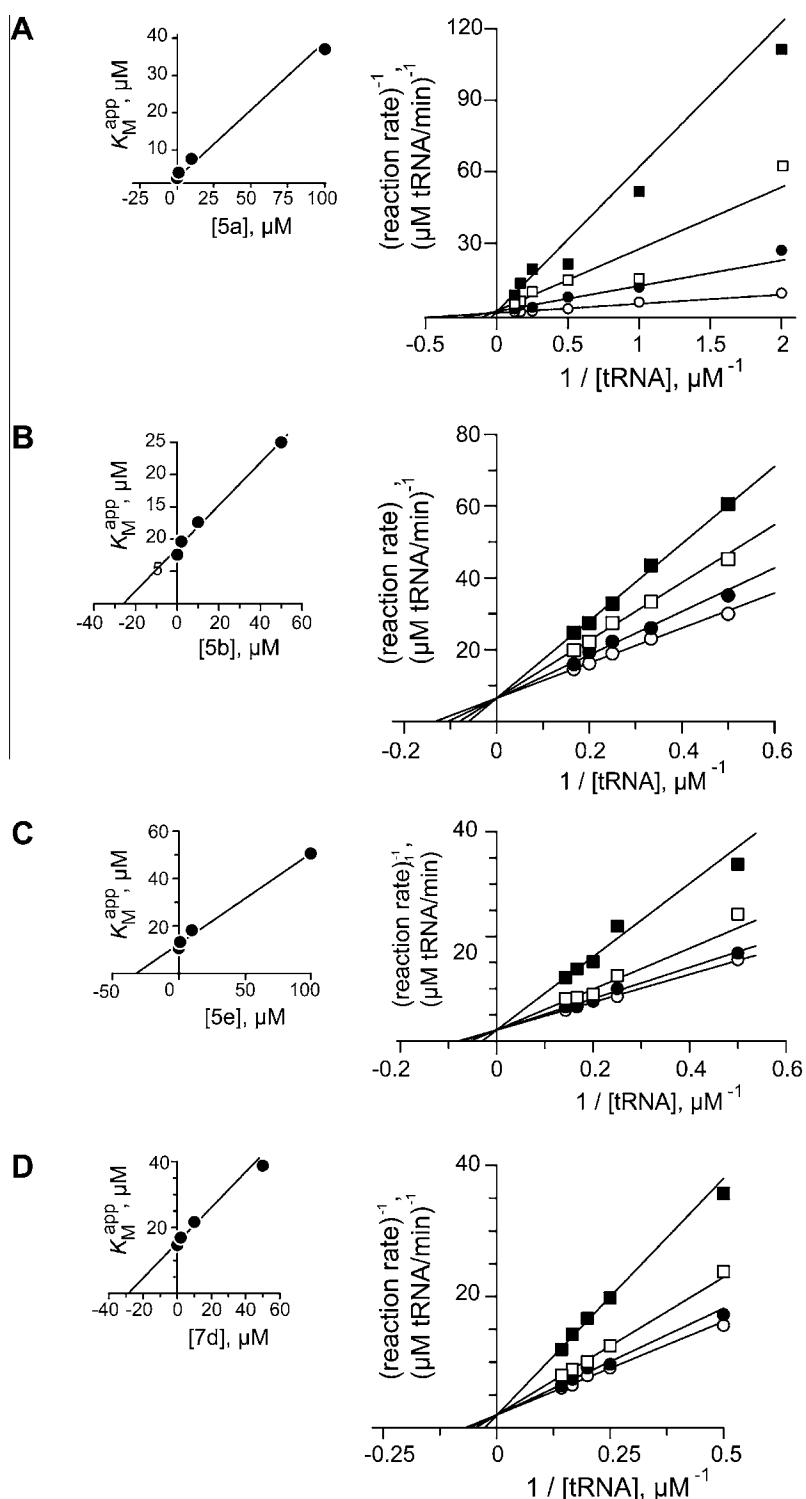 A
40
30
20
10
K_M^app, µM
-25
0
25
50
75
100
[5a], µM
120
90
60
30
(reaction rate)^-1,
(µM tRNA/min)^-1
-0.5
0
0.5
1
1.5
2
1 / [tRNA], µM^-1
B
25
20
15
10
5
K_M^app, µM
-40
-20
0
20
40
60
[5b], µM
80
60
40
20
(reaction rate)^-1,
(µM tRNA/min)^-1
-0.2
0
0.2
0.4
0.6
1 / [tRNA], µM^-1
C
60
40
20
K_M^app, µM
-50
0
50
100
[5e], µM
40
20
(reaction rate)^-1,
(µM tRNA/min)^-1
-0.2
0
0.2
0.4
0.6
1 / [tRNA], µM^-1
D
40
20
K_M^app, µM
-40
-20
0
20
40
60
[7d], µM
40
20
(reaction rate)^-1,
(µM tRNA/min)^-1
-0.25
0
0.25
0.5
1 / [tRNA], µM^-1